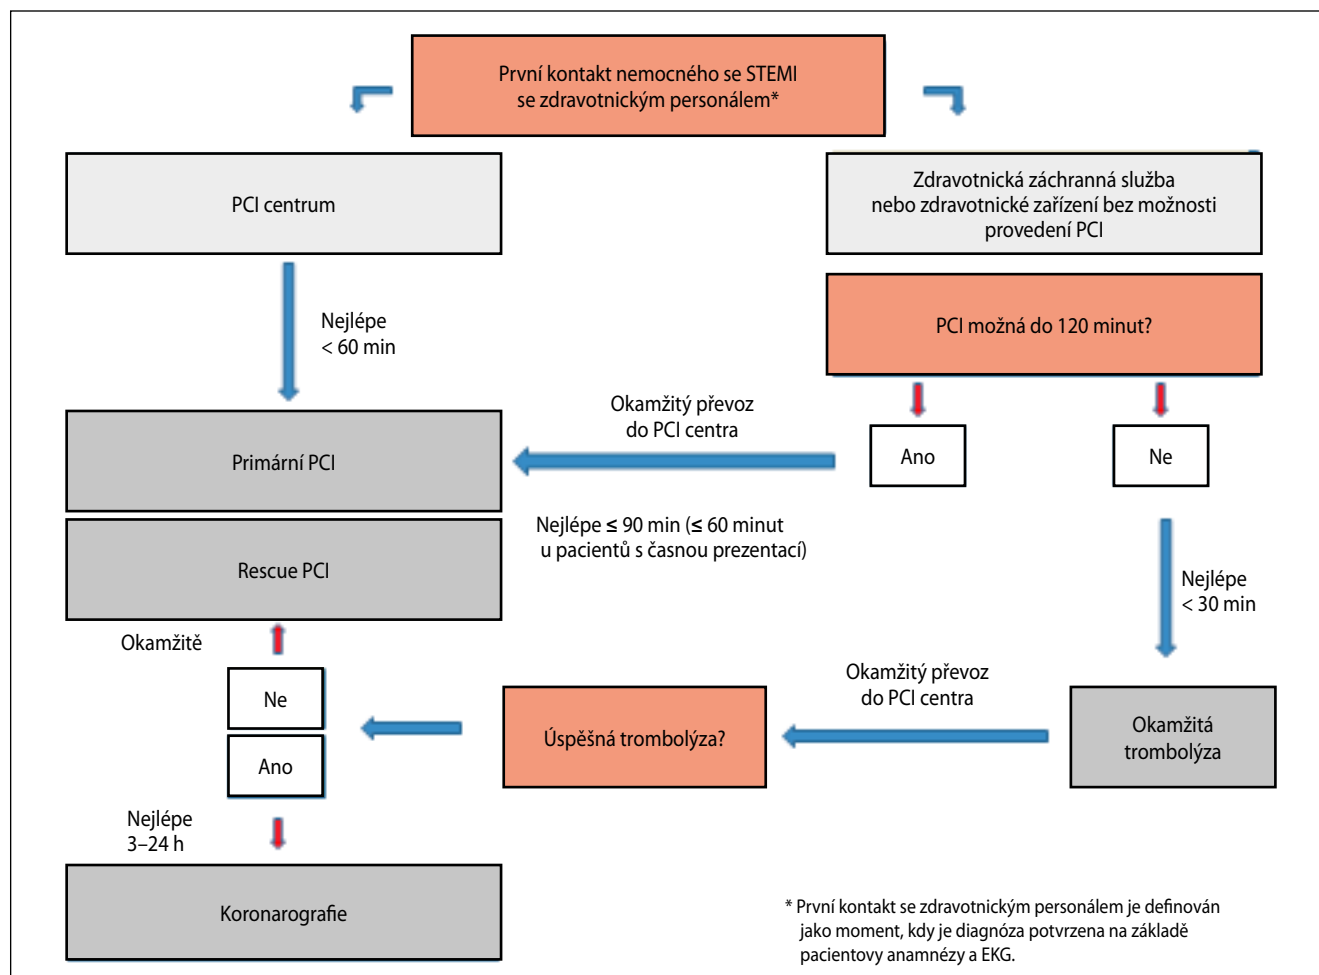 První kontakt nemocného se STEMI
se zdravotnickým personálem*
PCI centrum
Zdravotnická záchranná služba
nebo zdravotnické zařízení bez možnosti
provedení PCI
Nejlépe
< 60 min
PCI možná do 120 minut?
Okamžitý převoz
do PCI centra
Ano
Ne
Primární PCI
Nejlépe ≤ 90 min (≤ 60 minut
u pacientů s časnou prezentací)
Rescue PCI
Nejlépe
< 30 min
Okamžitě
Ne
Ano
Úspěšná trombolýza?
Okamžitý převoz
do PCI centra
Okamžitá
trombolýza
Nejlépe
3–24 h
Koronarografie
* První kontakt se zdravotnickým personálem je definován
jako moment, kdy je diagnóza potvrzena na základě
pacientovy anamnézy a EKG.